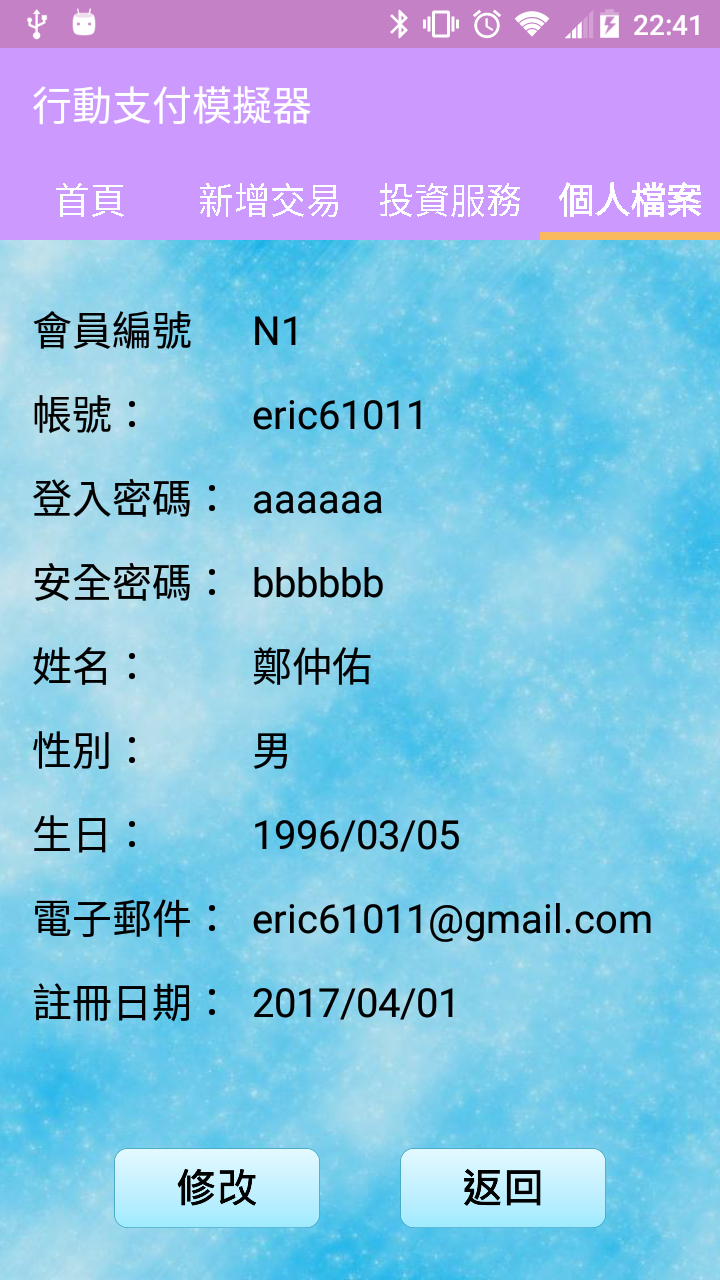 22:41
行動支付模擬器
首頁 新增交易 投資服務 個人檔案
會員編號 N1
帳號： eric61011
登入密碼： aaaaaa
安全密碼： bbbbbb
姓名： 鄭仲佑
性別： 男
生日： 1996/03/05
電子郵件： eric61011@gmail.com
註冊日期： 2017/04/01
修改 返回